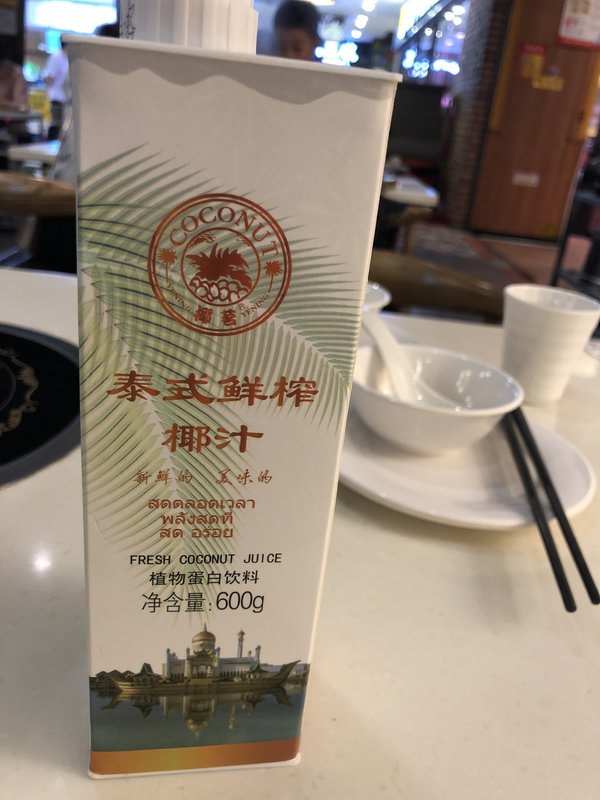 COCONUT
椰茗
泰式鲜榨
椰汁
新鲜的 美味的
สดตลอดเวลา
พลังสดที่
สด อร่อย
FRESH COCONUT JUICE
植物蛋白饮料
净含量:600g